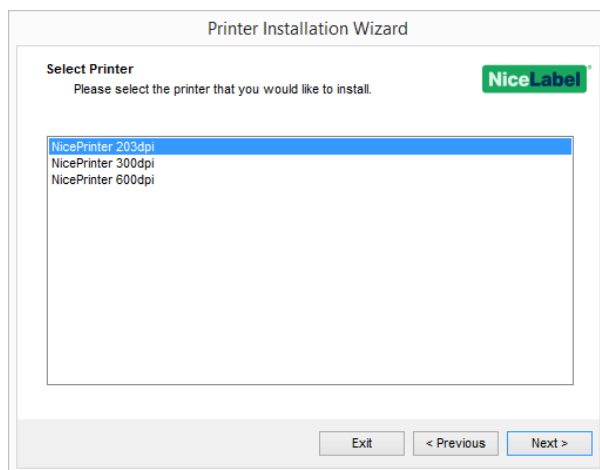 Printer Installation Wizard
Select Printer
Please select the printer that you would like to install.
NiceLabel
NicePrinter 203dpi
NicePrinter 300dpi
NicePrinter 600dpi
Exit
< Previous
Next >